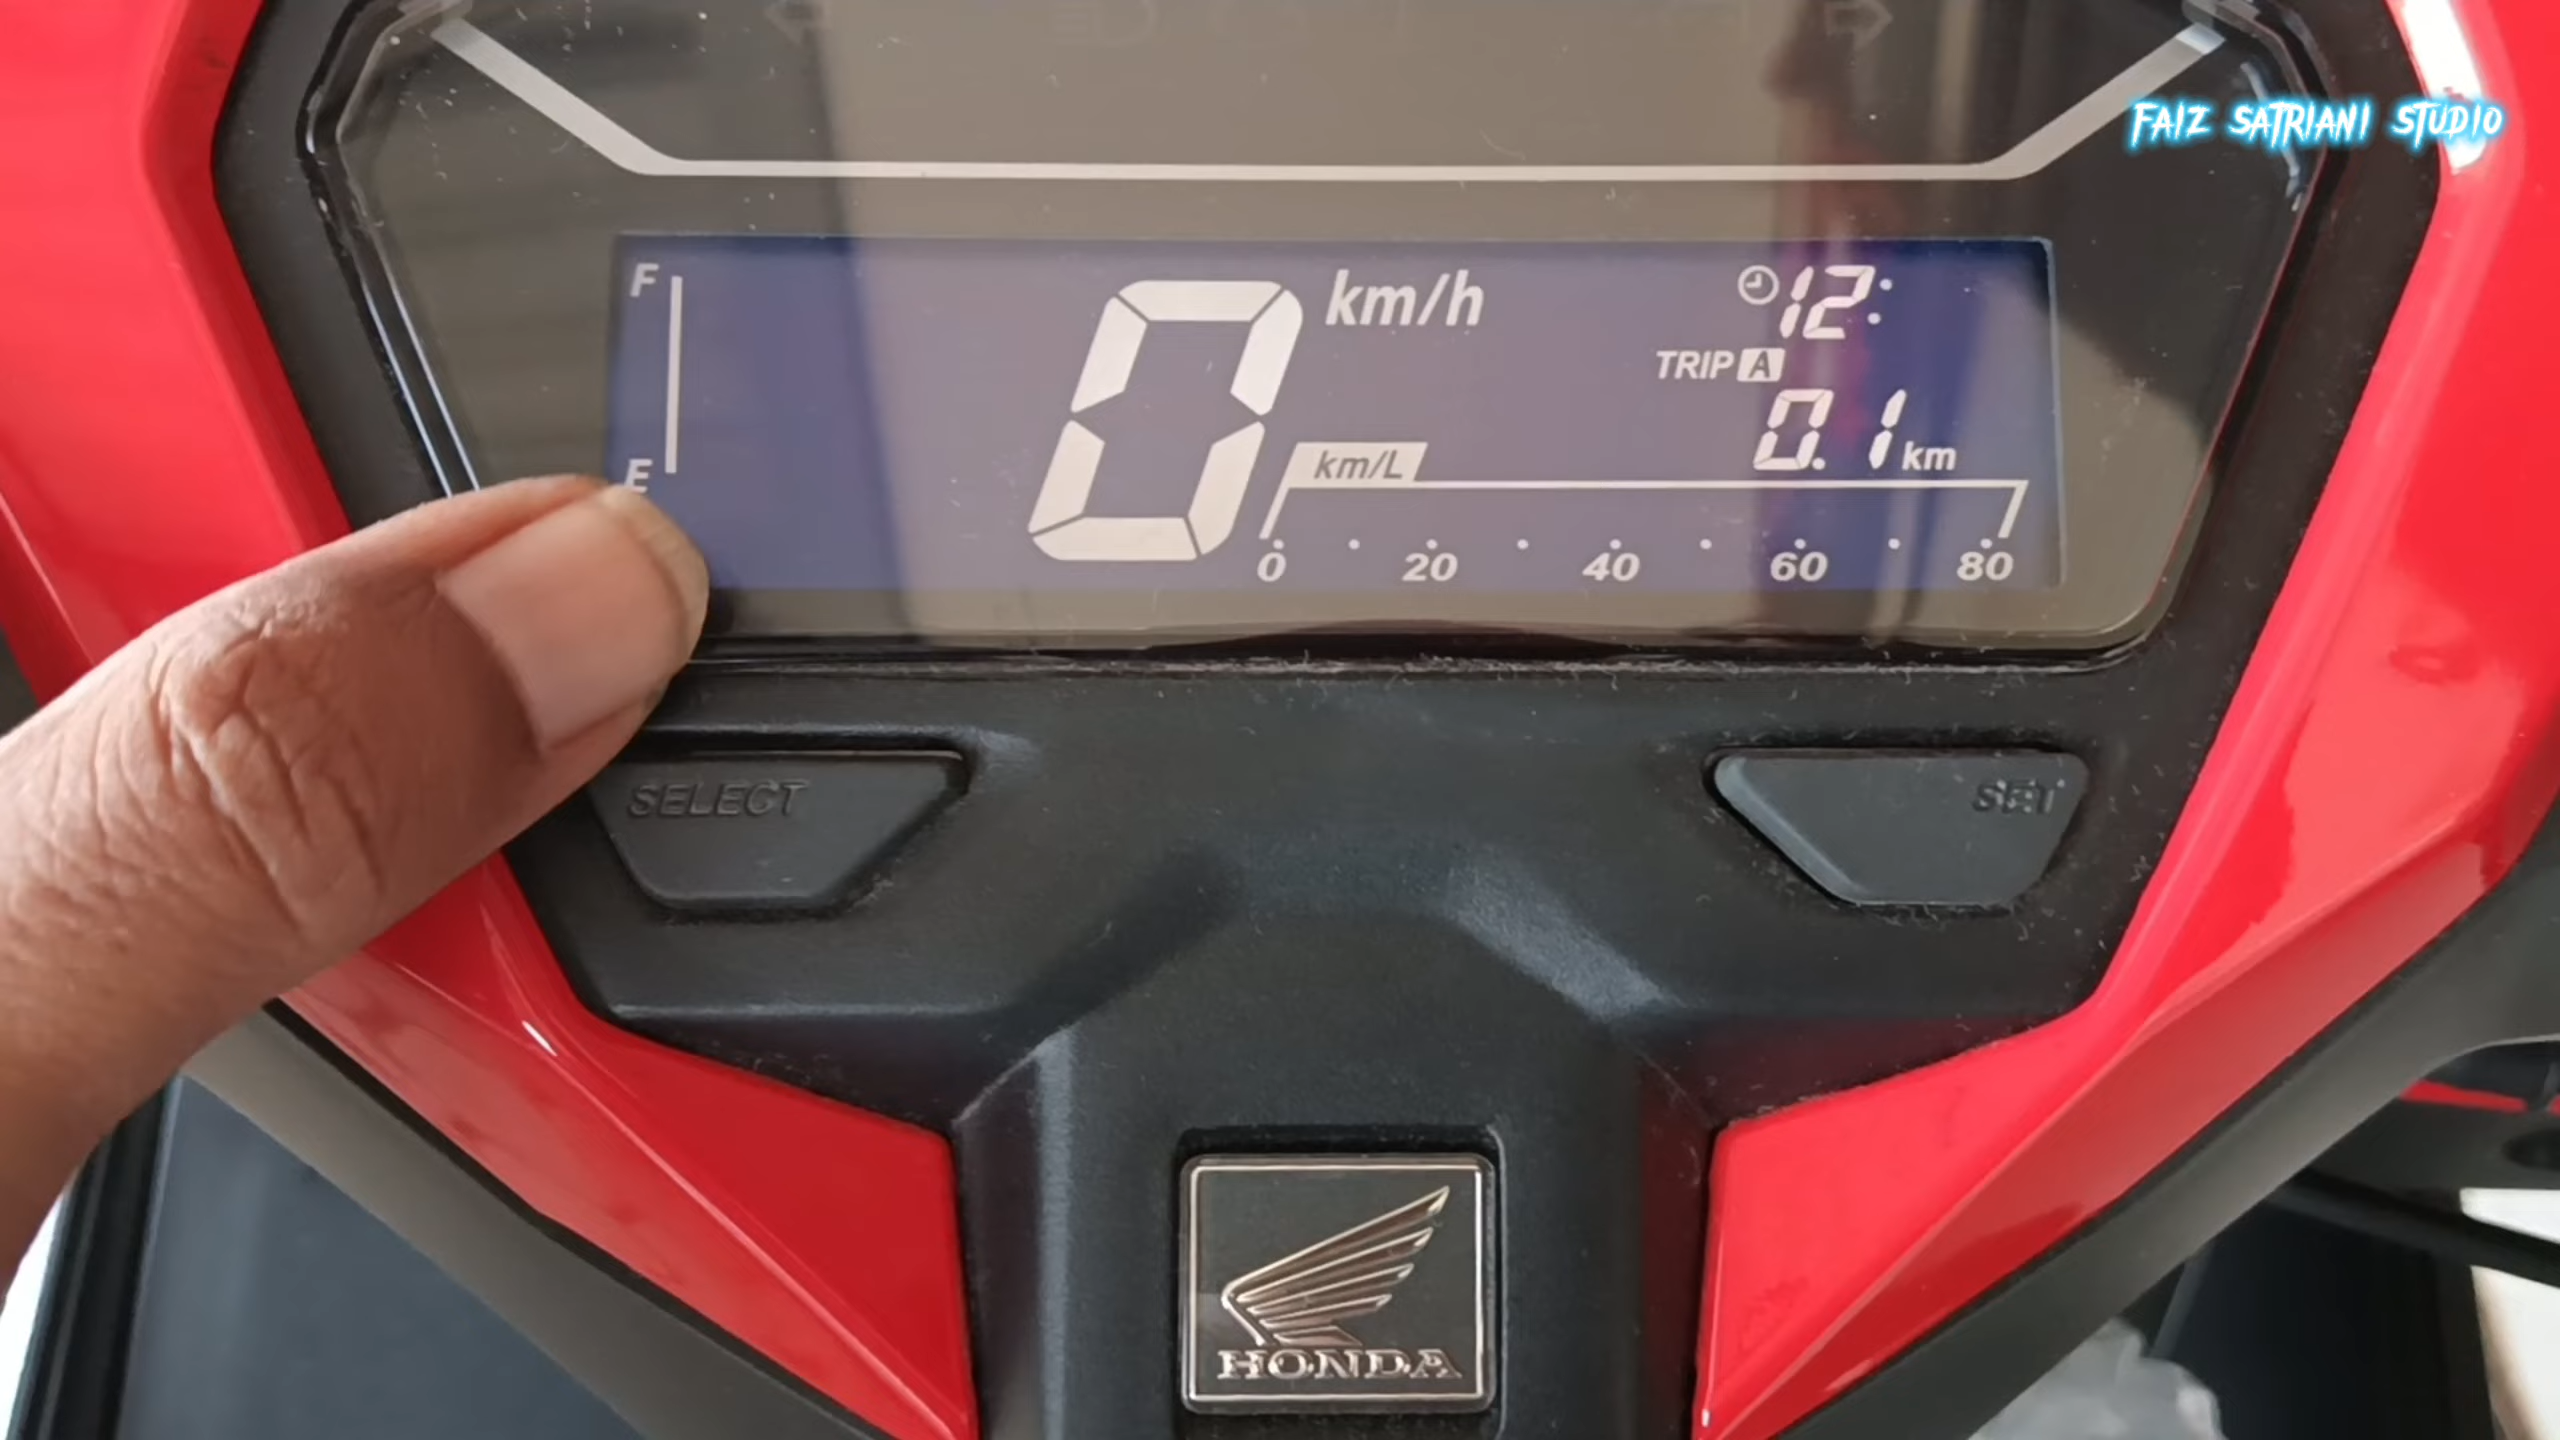 FAIZ SATRIANI STUDIO
F
E
0 km/h
12:
TRIP A
0.1 km
km/L
0 20 40 60 80
SELECT
SET
HONDA